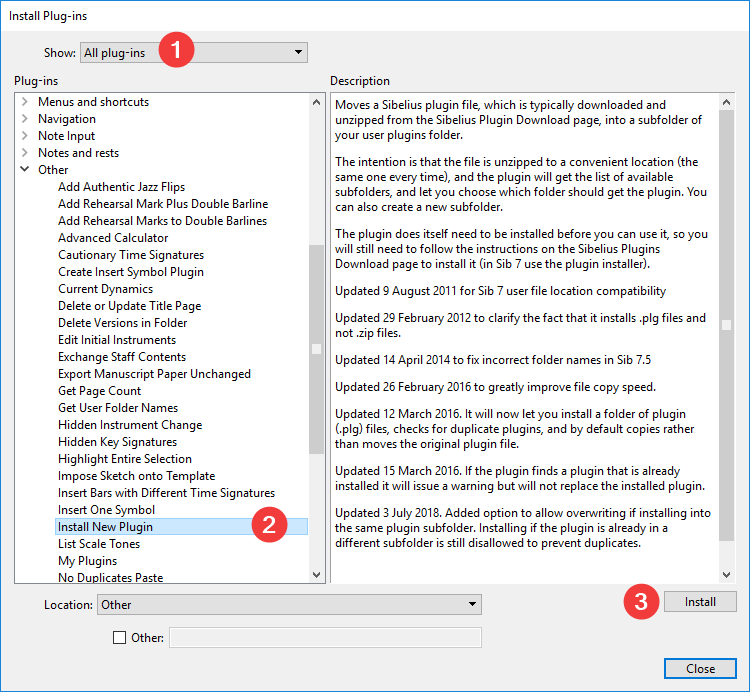 Install Plug-ins
Show: All plug-ins
1
Plug-ins
Menus and shortcuts
Navigation
Note Input
Notes and rests
Other
Add Authentic Jazz Flips
Add Rehearsal Mark Plus Double Barline
Add Rehearsal Marks to Double Barlines
Advanced Calculator
Cautionary Time Signatures
Create Insert Symbol Plugin
Current Dynamics
Delete or Update Title Page
Delete Versions in Folder
Edit Initial Instruments
Exchange Staff Contents
Export Manuscript Paper Unchanged
Get Page Count
Get User Folder Names
Hidden Instrument Change
Hidden Key Signatures
Highlight Entire Selection
Impose Sketch onto Template
Insert Bars with Different Time Signatures
Insert One Symbol
Install New Plugin
2
List Scale Tones
My Plugins
No Duplicates Paste
Description
Moves a Sibelius plugin file, which is typically downloaded and
unzipped from the Sibelius Plugin Download page, into a subfolder of
your user plugins folder.
The intention is that the file is unzipped to a convenient location (the
same one every time), and the plugin will get the list of available
subfolders, and let you choose which folder should get the plugin. You
can also create a new subfolder.
The plugin does itself need to be installed before you can use it, so you
will still need to follow the instructions on the Sibelius Plugins
Download page to install it (in Sib 7 use the plugin installer).
Updated 9 August 2011 for Sib 7 user file location compatibility
Updated 29 February 2012 to clarify the fact that it installs .plg files and
not .zip files.
Updated 14 April 2014 to fix incorrect folder names in Sib 7.5
Updated 26 February 2016 to greatly improve file copy speed.
Updated 12 March 2016. It will now let you install a folder of plugin
(.plg) files, checks for duplicate plugins, and by default copies rather
than moves the original plugin file.
Updated 15 March 2016. If the plugin finds a plugin that is already
installed it will issue a warning but will not replace the installed plugin.
Updated 3 July 2018. Added option to allow overwriting if installing into
the same plugin subfolder. Installing if the plugin is already in a
different subfolder is still disallowed to prevent duplicates.
Location: Other
3
Install
Other:
Close